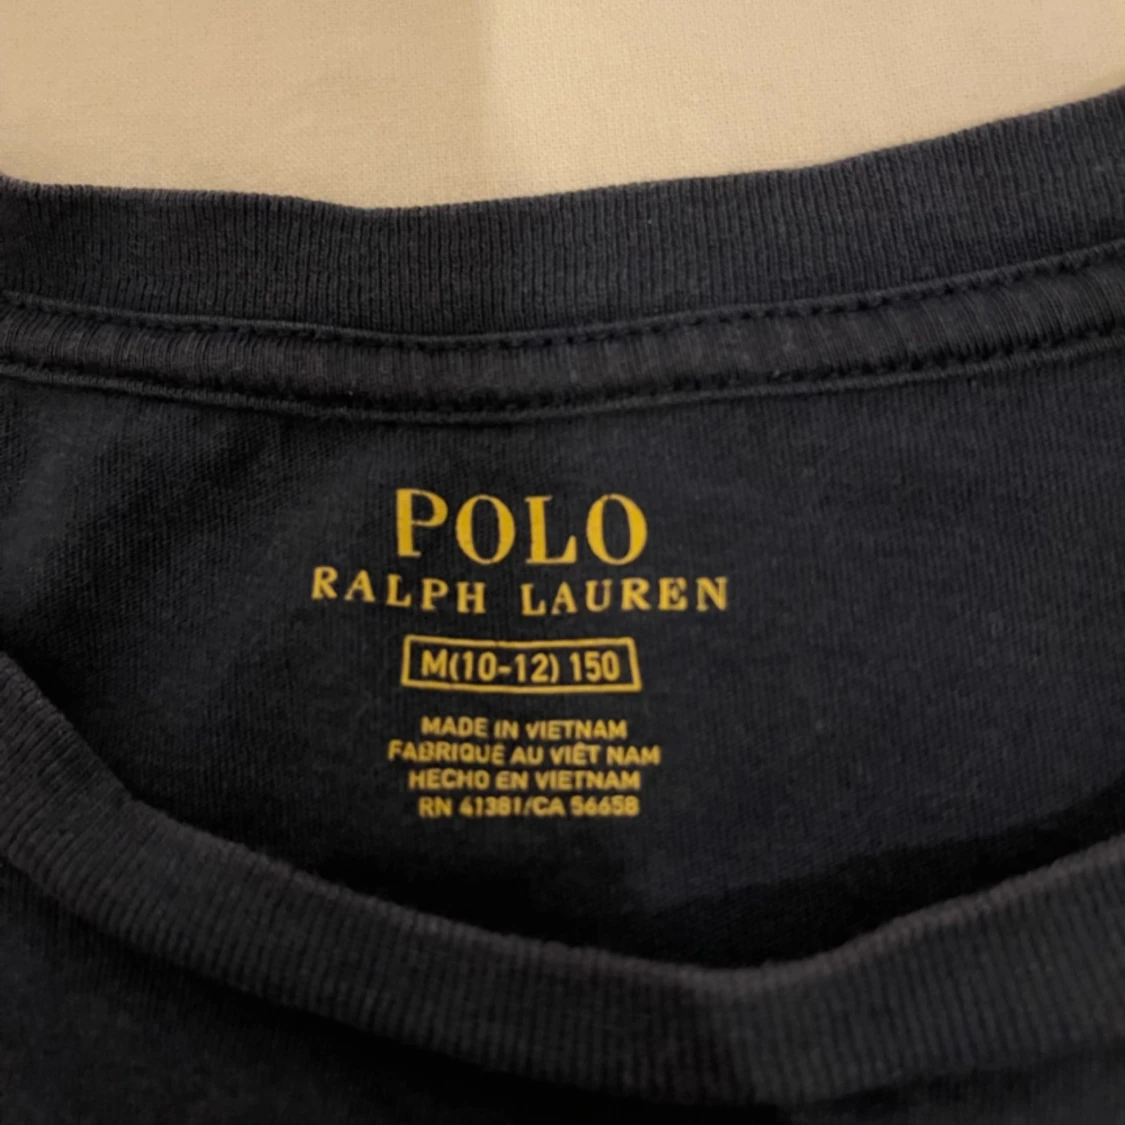 POLO
RALPH LAUREN
M(10-12) 150
MADE IN VIETNAM
FABRIQUÉ AU VIÊT NAM
HECHO EN VIETNAM
RN 41381/CA 56658